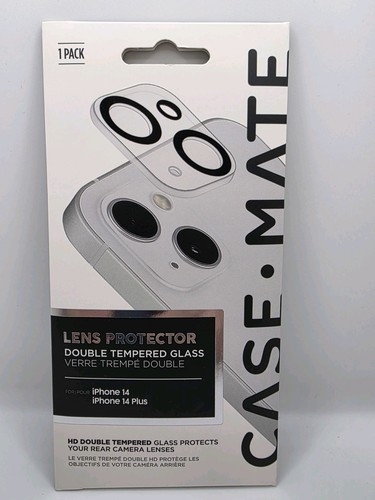 1 PACK
CASE•MATE
LENS PROTECTOR
DOUBLE TEMPERED GLASS
VERRE TREMPÉ DOUBLE
FOR/POUR iPhone 14
iPhone 14 Plus
HD DOUBLE TEMPERED GLASS PROTECTS
YOUR REAR CAMERA LENSES
LE VERRE TREMPÉ DOUBLE HD PROTÈGE LES
OBJECTIFS DE VOTRE CAMÉRA ARRIÈRE